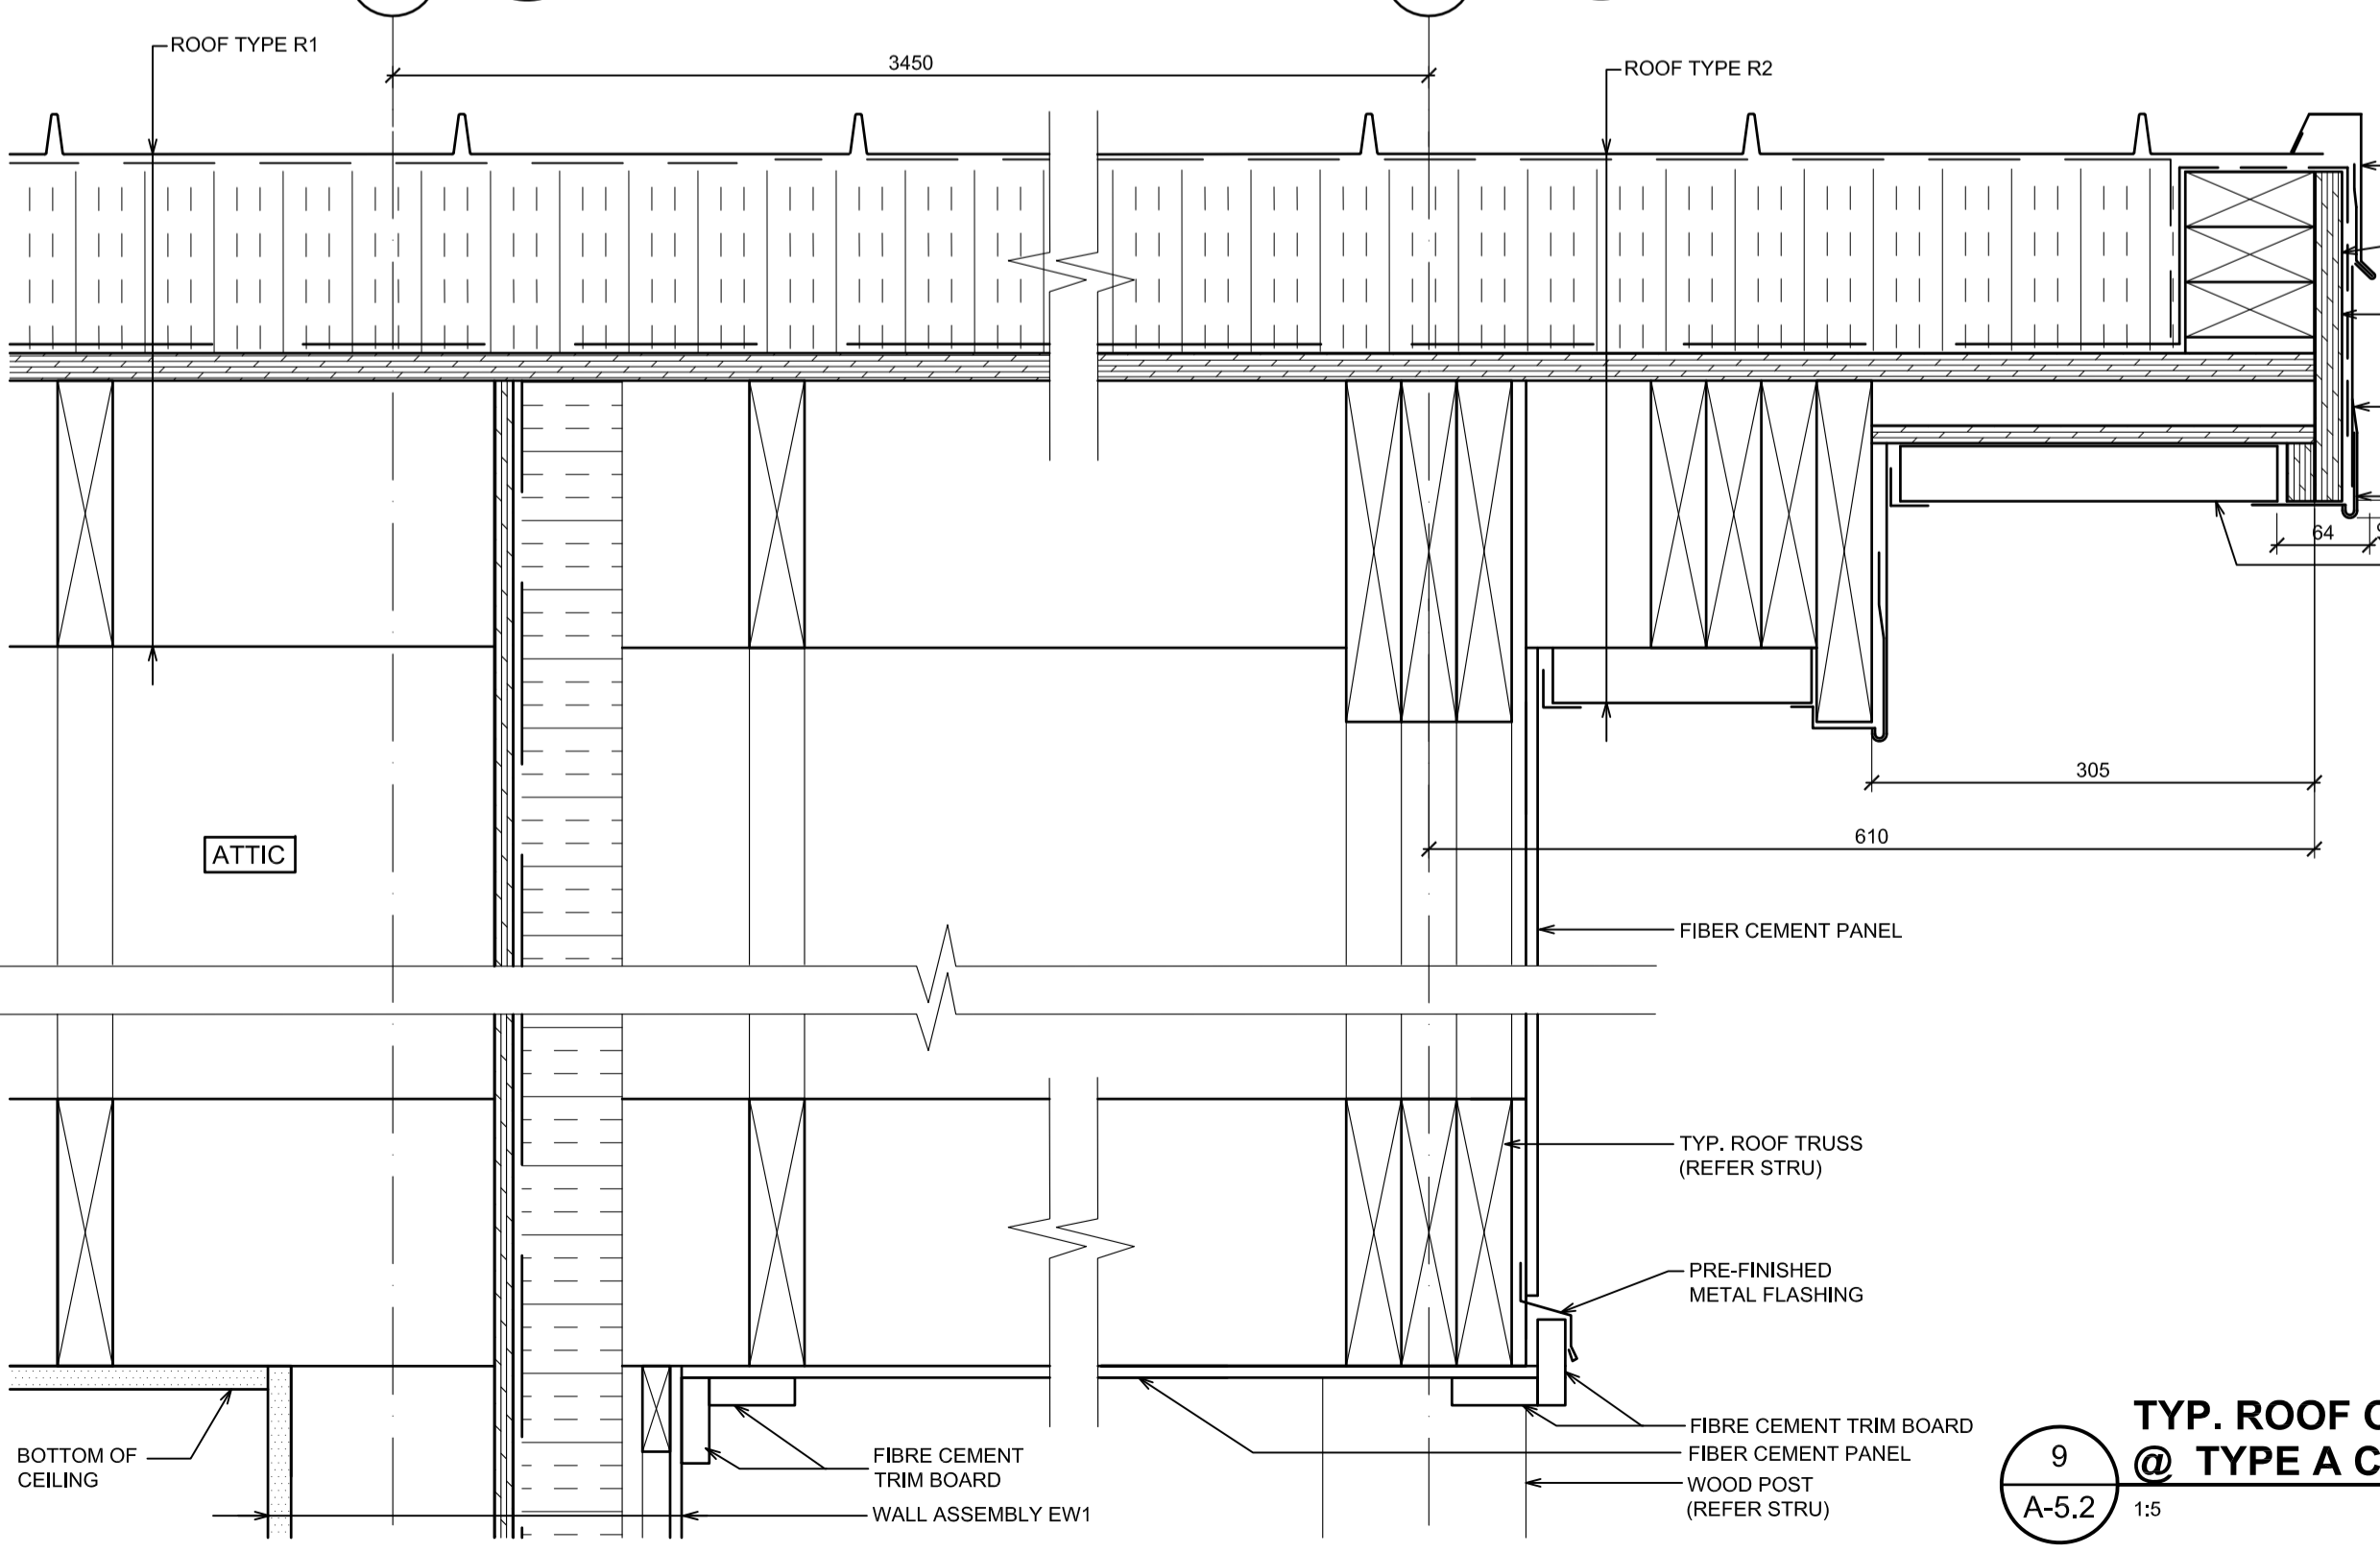 ROOF TYPE R1
3450
ROOF TYPE R2
64
305
610
ATTIC
FIBER CEMENT PANEL
TYP. ROOF TRUSS
(REFER STRU)
PRE-FINISHED
METAL FLASHING
FIBRE CEMENT TRIM BOARD
FIBER CEMENT PANEL
WOOD POST
(REFER STRU)
BOTTOM OF
CEILING
FIBRE CEMENT
TRIM BOARD
WALL ASSEMBLY EW1
9
A-5.2
TYP. ROOF
@ TYPE A
1:5